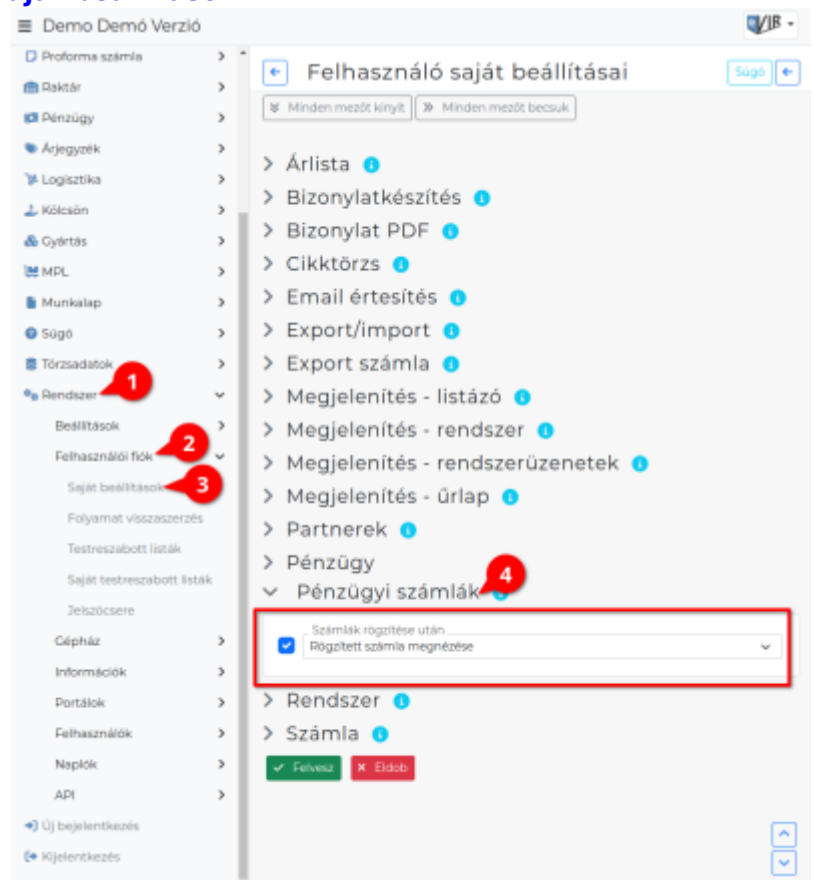 Demo Demó Verzió
VIR
Proforma számla
Raktár
Pénzügy
Árjegyzék
Logisztika
Kölcsön
Gyártás
MPL
Munkalap
Súgó
Törzsadatok
Rendszer
1
Beállítások
Felhasználói fiók
2
Saját beállítások
3
Folyamat visszaszerzés
Testreszabott listák
Saját testreszabott listák
Jelszócsere
Gépház
Információk
Portálok
Felhasználók
Naplók
API
Új bejelentkezés
Kijelentkezés
Felhasználó saját beállításai
Súgó
Minden mezőt kinyit
Minden mezőt becsuk
Árlista
Bizonylatkészítés
Bizonylat PDF
Cikktörzs
Email értesítés
Export/import
Export számla
Megjelenítés - listázó
Megjelenítés - rendszer
Megjelenítés - rendszerüzenetek
Megjelenítés - űrlap
Partnerek
Pénzügy
Pénzügyi számlák
4
Számlák rögzítése után
Rögzített számla megnézése
Rendszer
Számla
Felvesz
Eldob